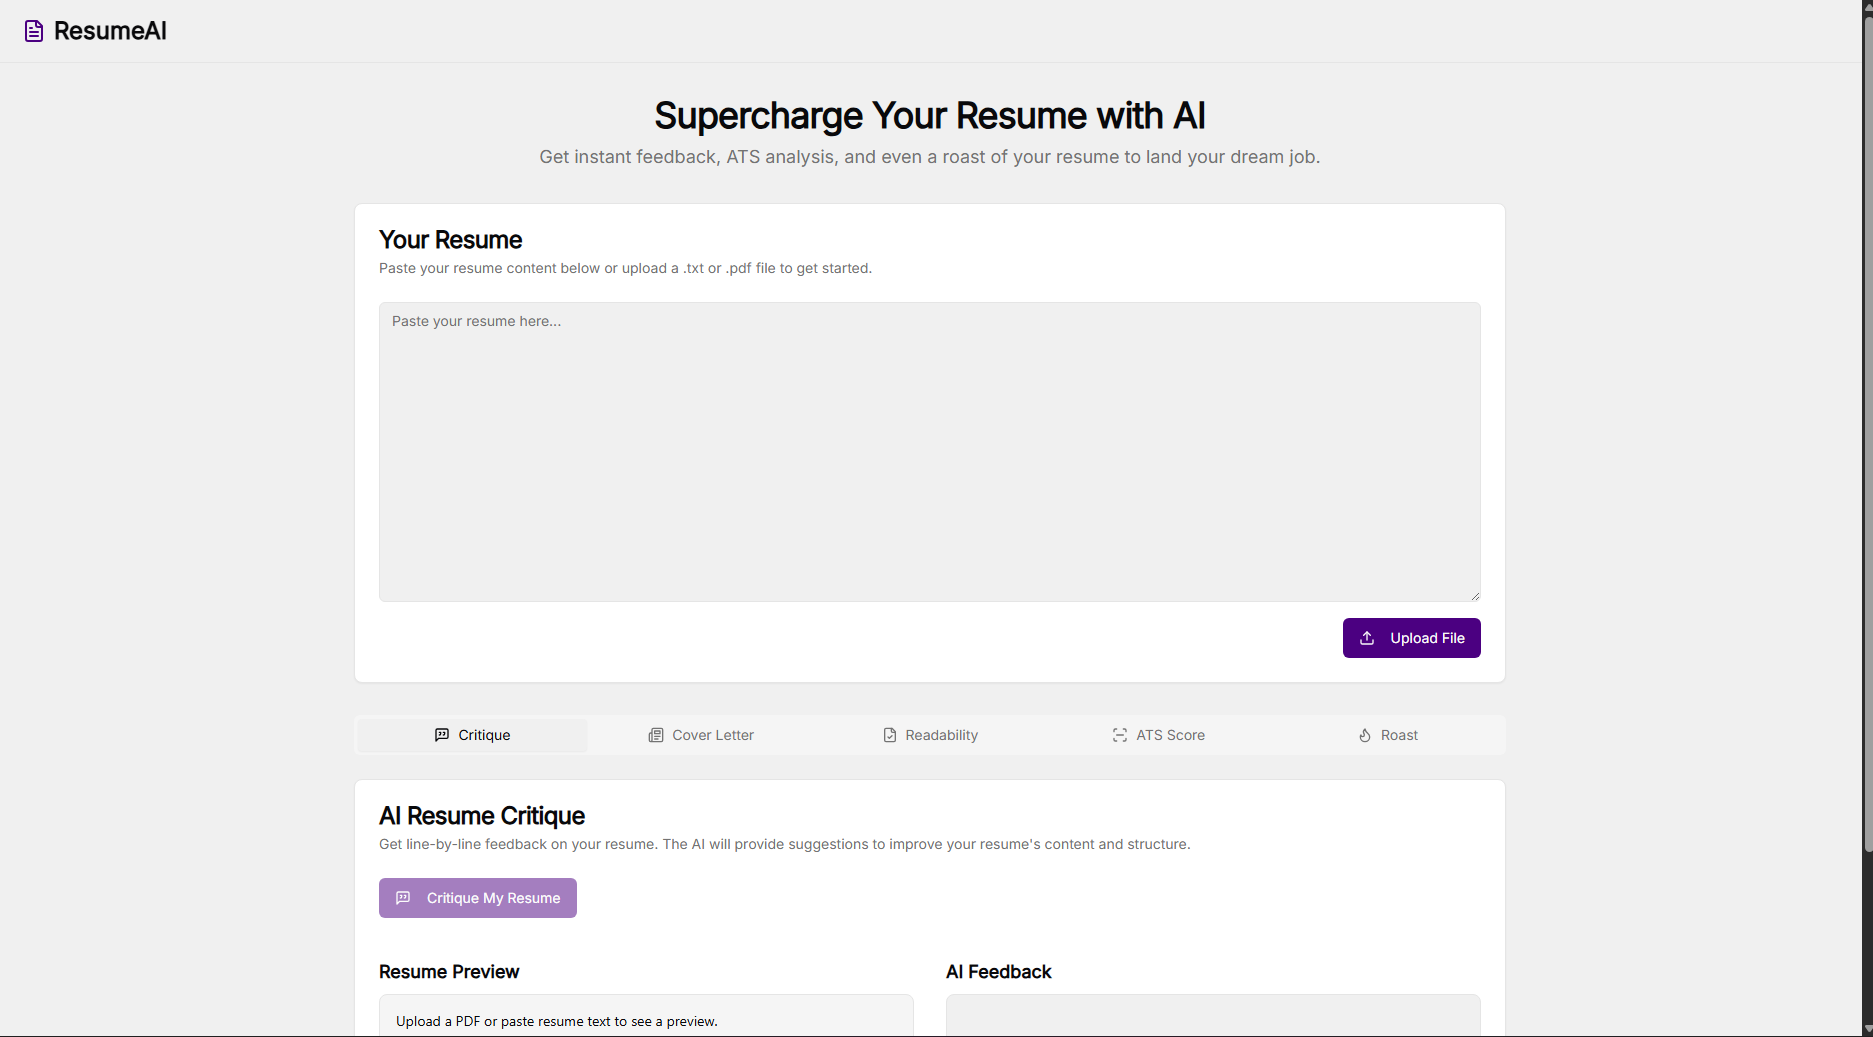 ResumeAI
Supercharge Your Resume with AI
Get instant feedback, ATS analysis, and even a roast of your resume to land your dream job.
Your Resume
Paste your resume content below or upload a .txt or .pdf file to get started.
Paste your resume here...
Upload File
Critique
Cover Letter
Readability
ATS Score
Roast
AI Resume Critique
Get line-by-line feedback on your resume. The AI will provide suggestions to improve your resume's content and structure.
Critique My Resume
Resume Preview
AI Feedback
Upload a PDF or paste resume text to see a preview.